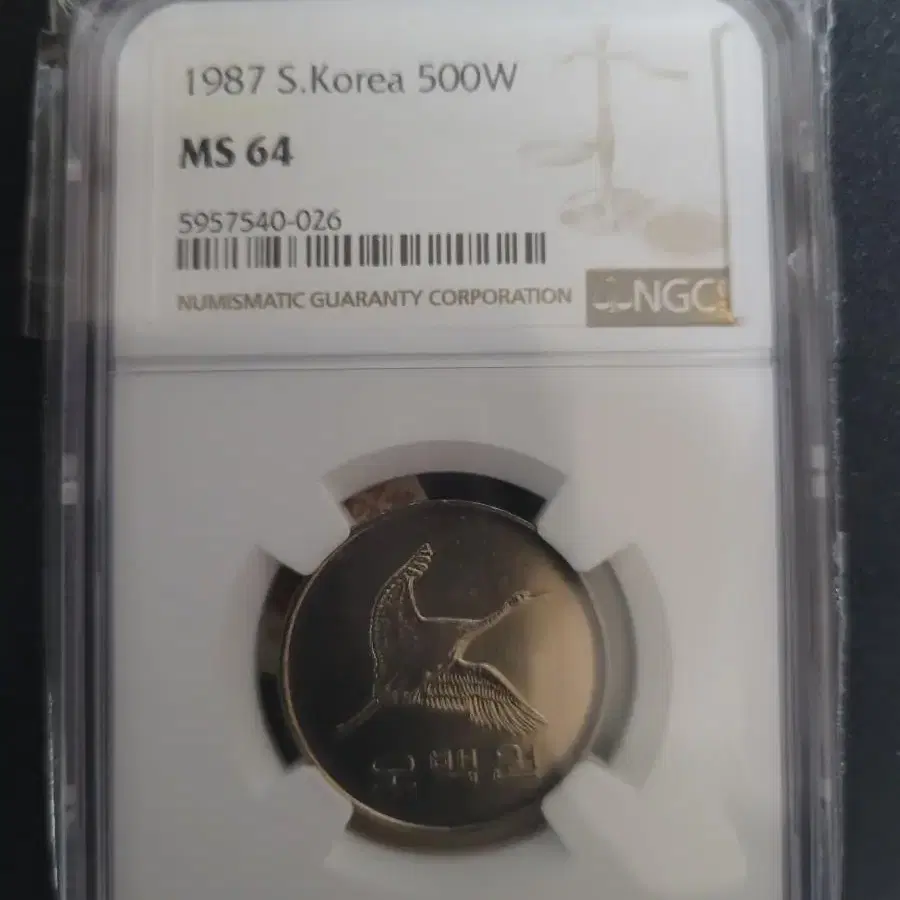 1987 S.Korea 500W
MS 64
5957540-026
NUMISMATIC GUARANTY CORPORATION
NGC
오백원